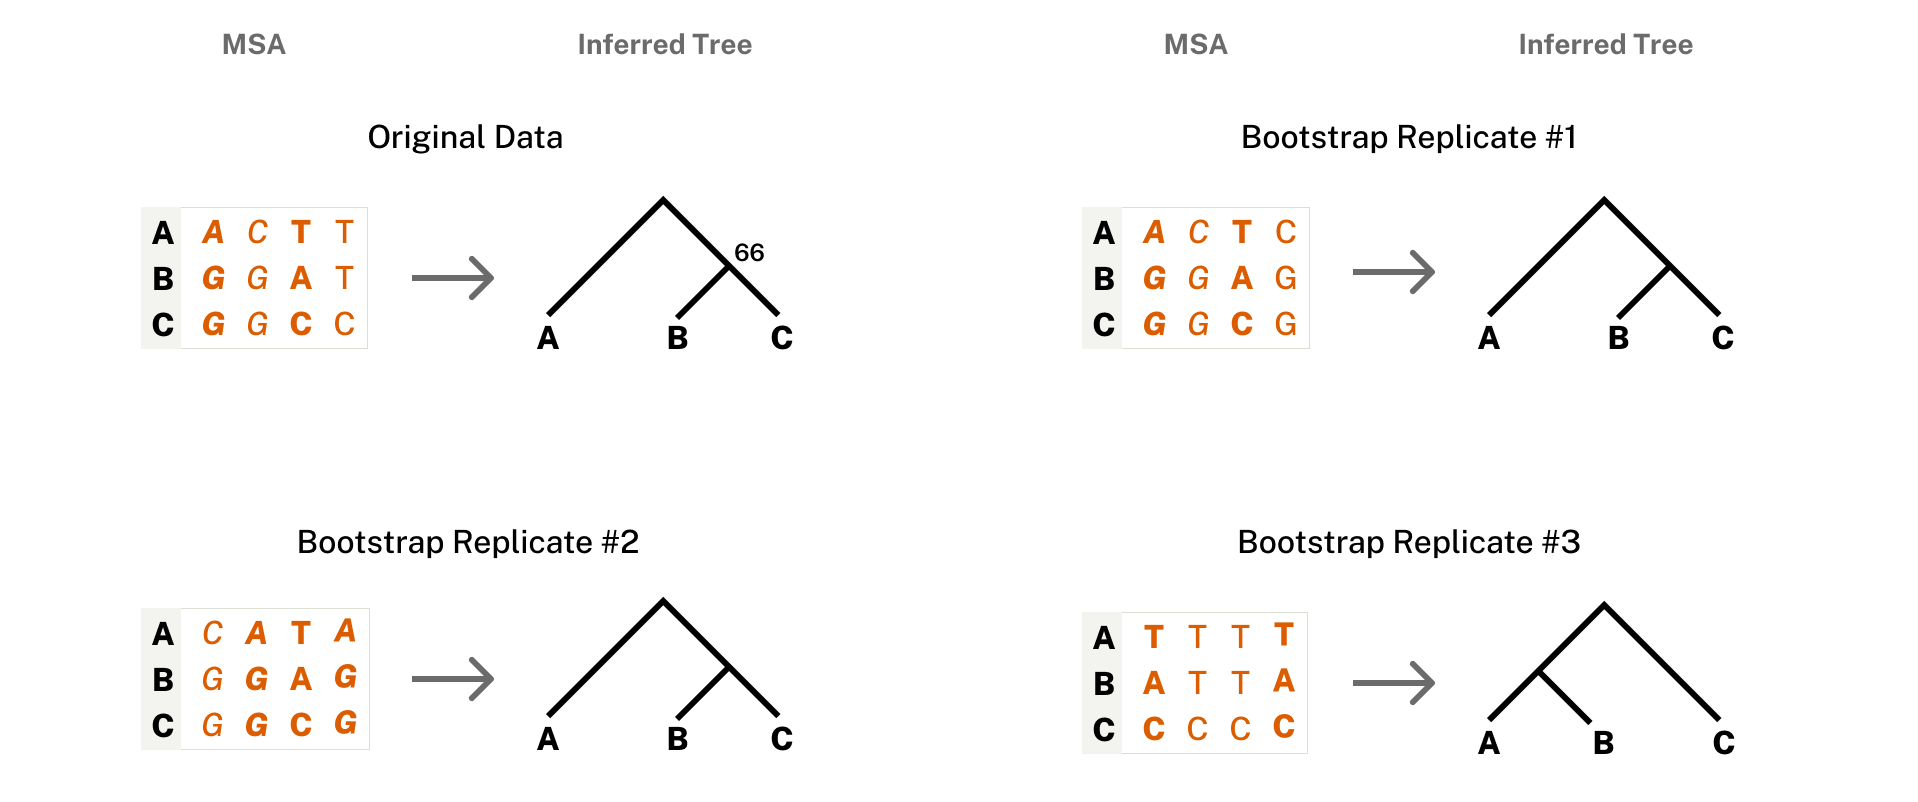 MSA Inferred Tree MSA Inferred Tree
Original Data
A A C T T
B G G A T
C G G C C
66
A B C
Bootstrap Replicate #1
A A C T C
B G G A G
C G G C G
A B C
Bootstrap Replicate #2
A C A T A
B G G A G
C G G C G
A B C
Bootstrap Replicate #3
A T T T T
B A T T A
C C C C C
A B C